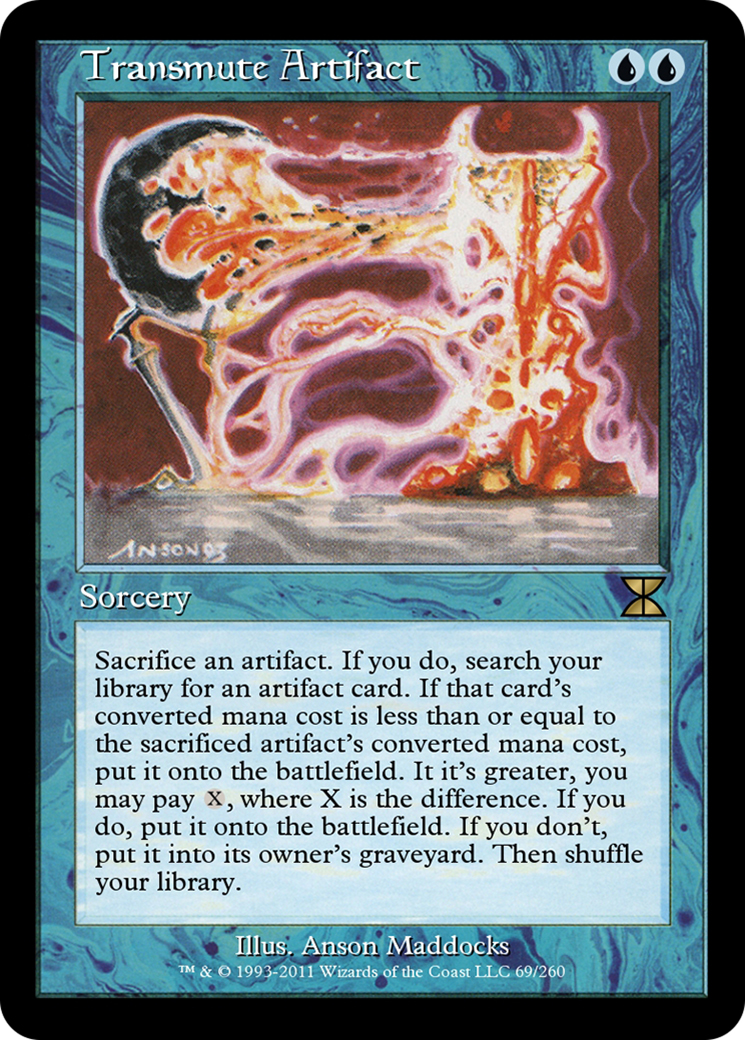 Transmute Artifact
ANSON93
Sorcery
Sacrifice an artifact. If you do, search your
library for an artifact card. If that card's
converted mana cost is less than or equal to
the sacrificed artifact's converted mana cost,
put it onto the battlefield. It it's greater, you
may pay X, where X is the difference. If you
do, put it onto the battlefield. If you don't,
put it into its owner's graveyard. Then shuffle
your library.
Illus. Anson Maddocks
™ & © 1993-2011 Wizards of the Coast LLC 69/260